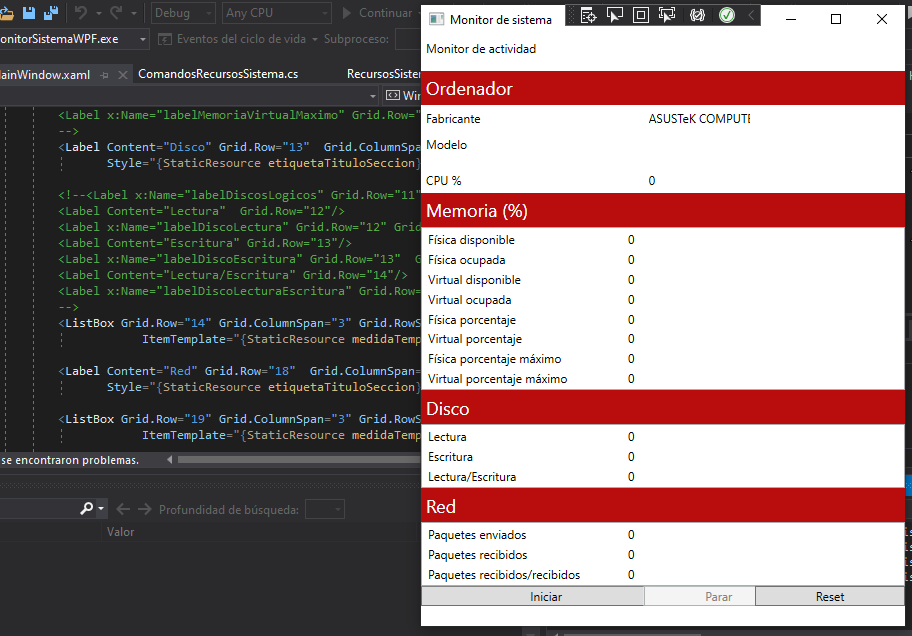 Debug
Any CPU
Continuar
onitorSistemaWPF.exe
Eventos del ciclo de vida
Subproceso:
ainWindow.xaml
ComandosRecursosSistema.cs
RecursosSister
Win
<Label x:Name="labelMemoriaVirtualMaximo" Grid.Row="
-->
<Label Content="Disco" Grid.Row="13"  Grid.ColumnSpa
Style="{StaticResource etiquetaTituloSeccion}
<!--<Label x:Name="labelDiscosLogicos" Grid.Row="11"
<Label Content="Lectura"  Grid.Row="12"/>
<Label x:Name="labelDiscoLectura" Grid.Row="12" Grid
<Label Content="Escritura" Grid.Row="13"/>
<Label x:Name="labelDiscoEscritura" Grid.Row="13"  G
<Label Content="Lectura/Escritura" Grid.Row="14"/>
<Label x:Name="labelDiscoLecturaEscritura" Grid.Row=
-->
<ListBox Grid.Row="14" Grid.ColumnSpan="3" Grid.RowS
ItemTemplate="{StaticResource medidaTemp
<Label Content="Red" Grid.Row="18"  Grid.ColumnSpan=
Style="{StaticResource etiquetaTituloSeccion}
<ListBox Grid.Row="19" Grid.ColumnSpan="3" Grid.RowS
ItemTemplate="{StaticResource medidaTemp
se encontraron problemas.
Profundidad de búsqueda:
Valor
Monitor de sistema
Monitor de actividad
Ordenador
Fabricante ASUSTeK COMPUTE
Modelo
CPU % 0
Memoria (%)
Física disponible 0
Física ocupada 0
Virtual disponible 0
Virtual ocupada 0
Física porcentaje 0
Virtual porcentaje 0
Física porcentaje máximo 0
Virtual porcentaje máximo 0
Disco
Lectura 0
Escritura 0
Lectura/Escritura 0
Red
Paquetes enviados 0
Paquetes recibidos 0
Paquetes recibidos/recibidos 0
Iniciar Parar Reset